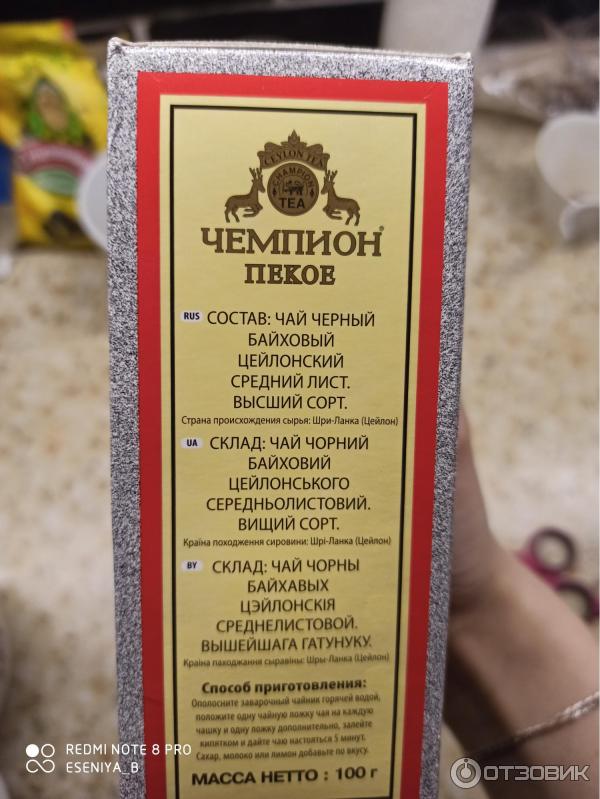 CEYLON TEA
CHAMPION
TEA
ЧЕМПИОН®
ПЕКОЕ
RUS СОСТАВ: ЧАЙ ЧЕРНЫЙ
БАЙХОВЫЙ
ЦЕЙЛОНСКИЙ
СРЕДНИЙ ЛИСТ.
ВЫСШИЙ СОРТ.
Страна происхождения сырья: Шри-Ланка (Цейлон)
UA СКЛАД: ЧАЙ ЧОРНИЙ
БАЙХОВИЙ
ЦЕЙЛОНСЬКОГО
СЕРЕДНЬОЛИСТОВИЙ.
ВИЩИЙ СОРТ.
Країна походження сировини: Шрі-Ланка (Цейлон)
BY СКЛАД: ЧАЙ ЧОРНЫ
БАЙХАВЫХ
ЦЭЙЛОНСКІЯ
СРЕДНЕЛИСТОВОЙ.
ВЫШЕЙШАГА ГАТУНУКУ.
Краіна паходжання сыравіны: Шры-Ланка (Цейлон)
Способ приготовления:
Ополосните заварочный чайник горячей водой,
положите одну чайную ложку чая на каждую
чашку и одну ложку дополнительно, залейте
кипятком и дайте чаю настояться 5 минут.
Сахар, молоко или лимон добавьте по вкусу.
МАССА НЕТТО : 100 г
REDMI NOTE 8 PRO
ESENIYA_B
ОТЗОВИК